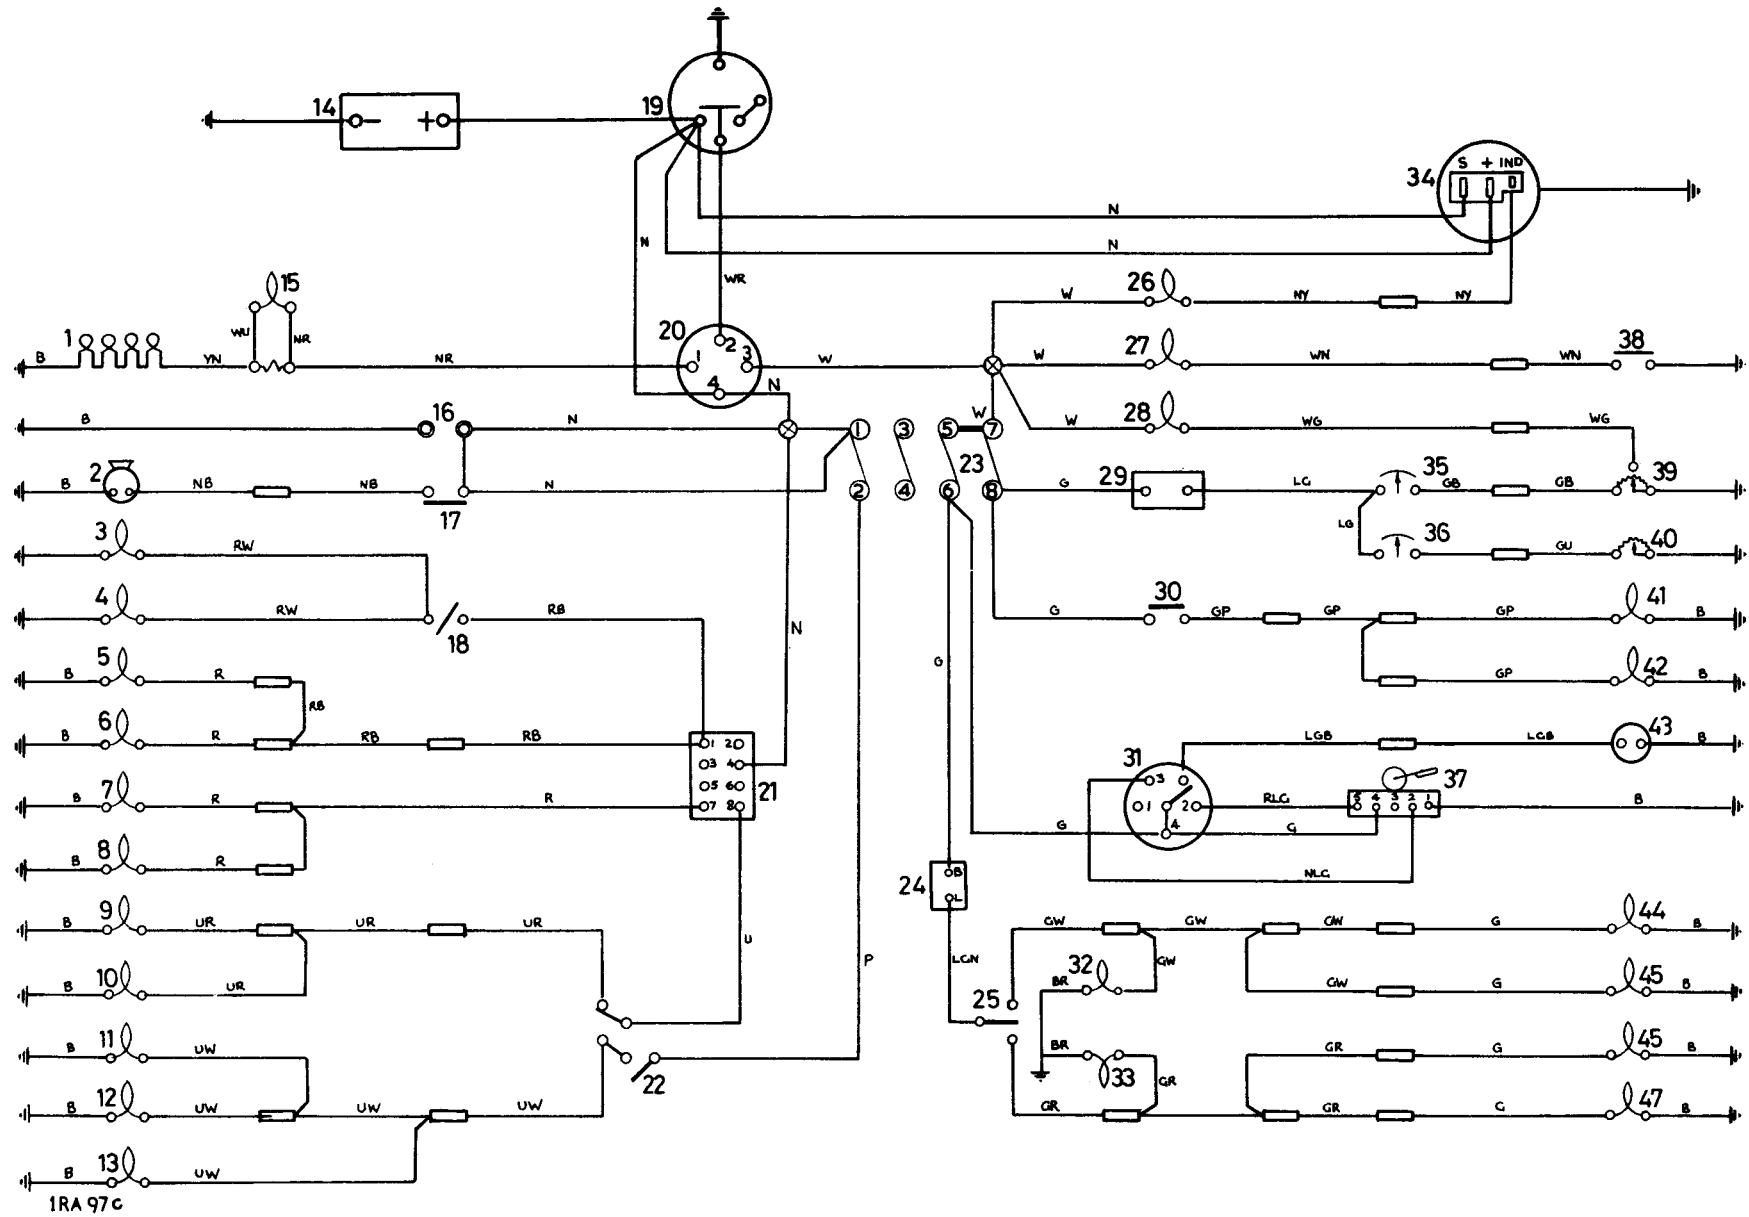 14 − + 19
34 S + IND
N
N
N
WR
15
WU NR
1 B YN NR
20 1 2 3 4
W
N
W 26 NY NY
W 27 WN WN 38
W 28 WG WG
B 16 N
1 3 5 7 W
23
2 4 6 8
2 B NB NB 17 N
G 29 LG 35 GB GB 39
LG 36 GU 40
3 RW
4 RW 18 RB
N
G 30 GP GP GP 41 B
GP 42 B
5 B R
RB
6 B R RB RB
1 2
3 4
5 6
7 8
21
7 B R R
8 B R
G
LGB LGB 43 B
31 3 1 2 4
RLG
5 4 3 2 1
37
B
G G
NLG
24 B L
9 B UR UR UR
10 B UR
U
P
LGN
25
GW GW GW G 44 B
32 BR GW
GW G 45 B
11 B UW
22
BR 33 GR
GR G 45 B
12 B UW UW UW
GR GR G 47 B
13 B UW
1RA 97C